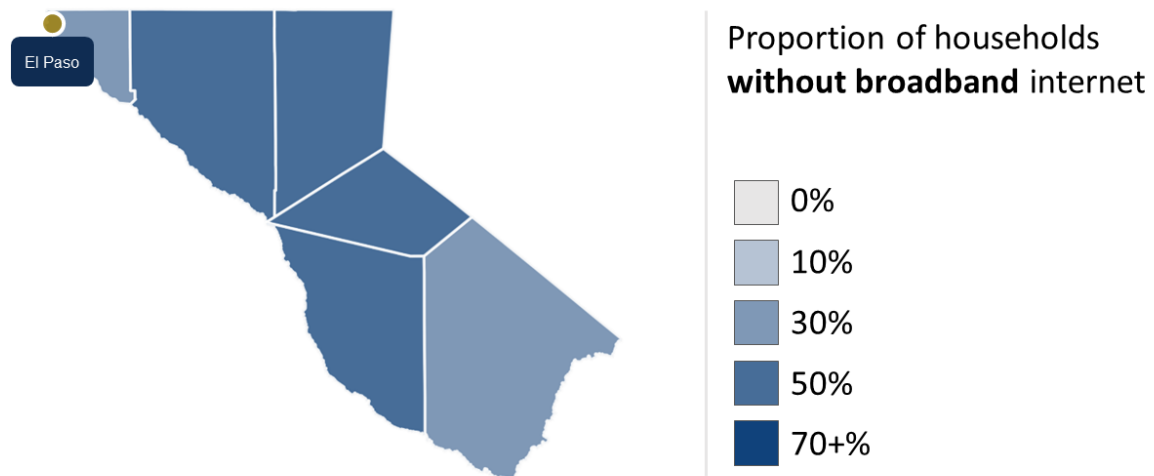 El Paso
Proportion of households
without broadband internet
0%
10%
30%
50%
70+%